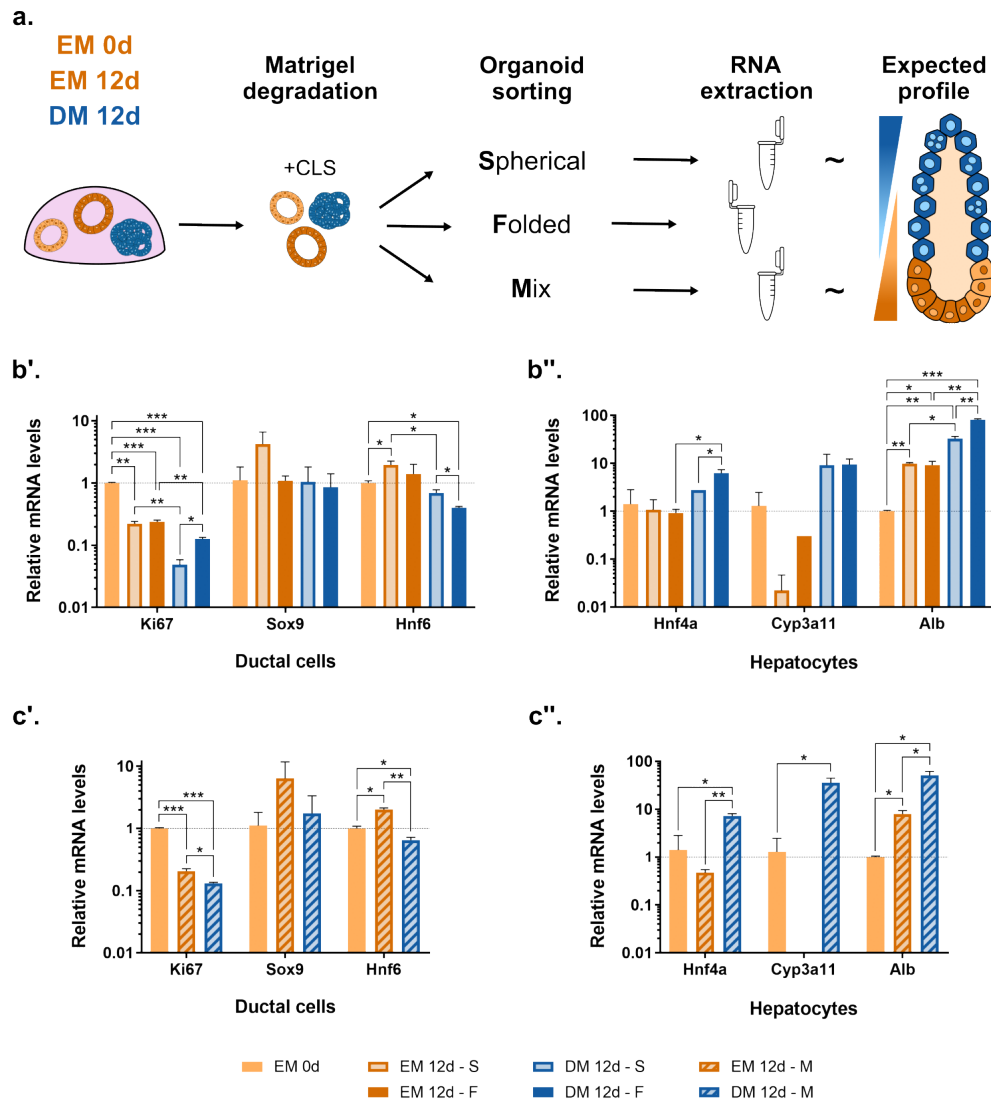 a.
EM 0d
EM 12d
DM 12d
Matrigel
degradation
Organoid
sorting
RNA
extraction
Expected
profile
+CLS
Spherical
~
Folded
Mix
~
b'.
Relative mRNA levels
10
1
0.1
0.01
***
***
***
**
**
**
*
*
*
*
*
Ki67
Sox9
Hnf6
Ductal cells
b''.
Relative mRNA levels
100
10
1
0.1
0.01
*
*
***
*
**
**
*
**
**
Hnf4a
Cyp3a11
Alb
Hepatocytes
c'.
Relative mRNA levels
10
1
0.1
0.01
***
***
*
*
*
**
Ki67
Sox9
Hnf6
Ductal cells
c''.
Relative mRNA levels
100
10
1
0.1
0.01
*
**
*
*
*
*
Hnf4a
Cyp3a11
Alb
Hepatocytes
EM 0d
EM 12d - S
DM 12d - S
EM 12d - M
EM 12d - F
DM 12d - F
DM 12d - M